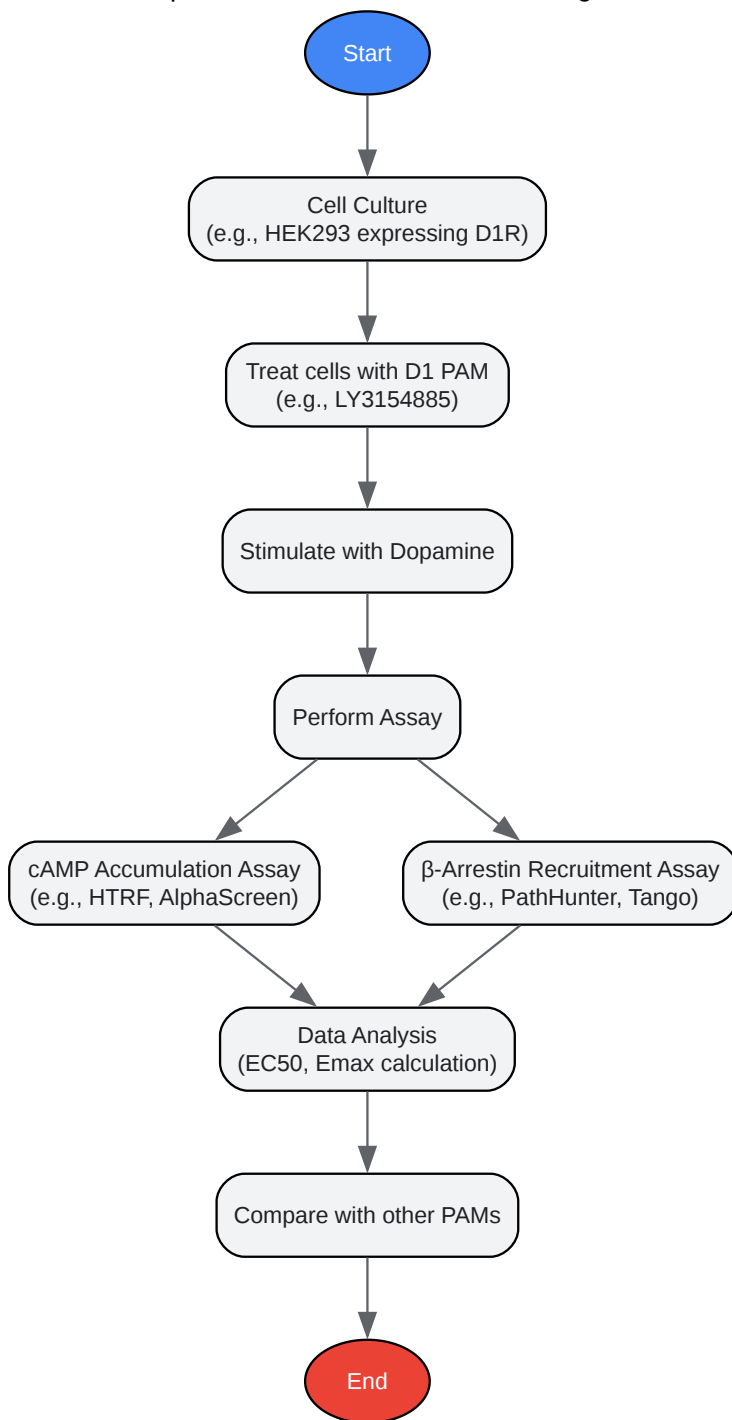 Start
Cell Culture
(e.g., HEK293 expressing D1R)
Treat cells with D1 PAM
(e.g., LY3154885)
Stimulate with Dopamine
Perform Assay
cAMP Accumulation Assay
(e.g., HTRF, AlphaScreen)
β-Arrestin Recruitment Assay
(e.g., PathHunter, Tango)
Data Analysis
(EC50, Emax calculation)
Compare with other PAMs
End